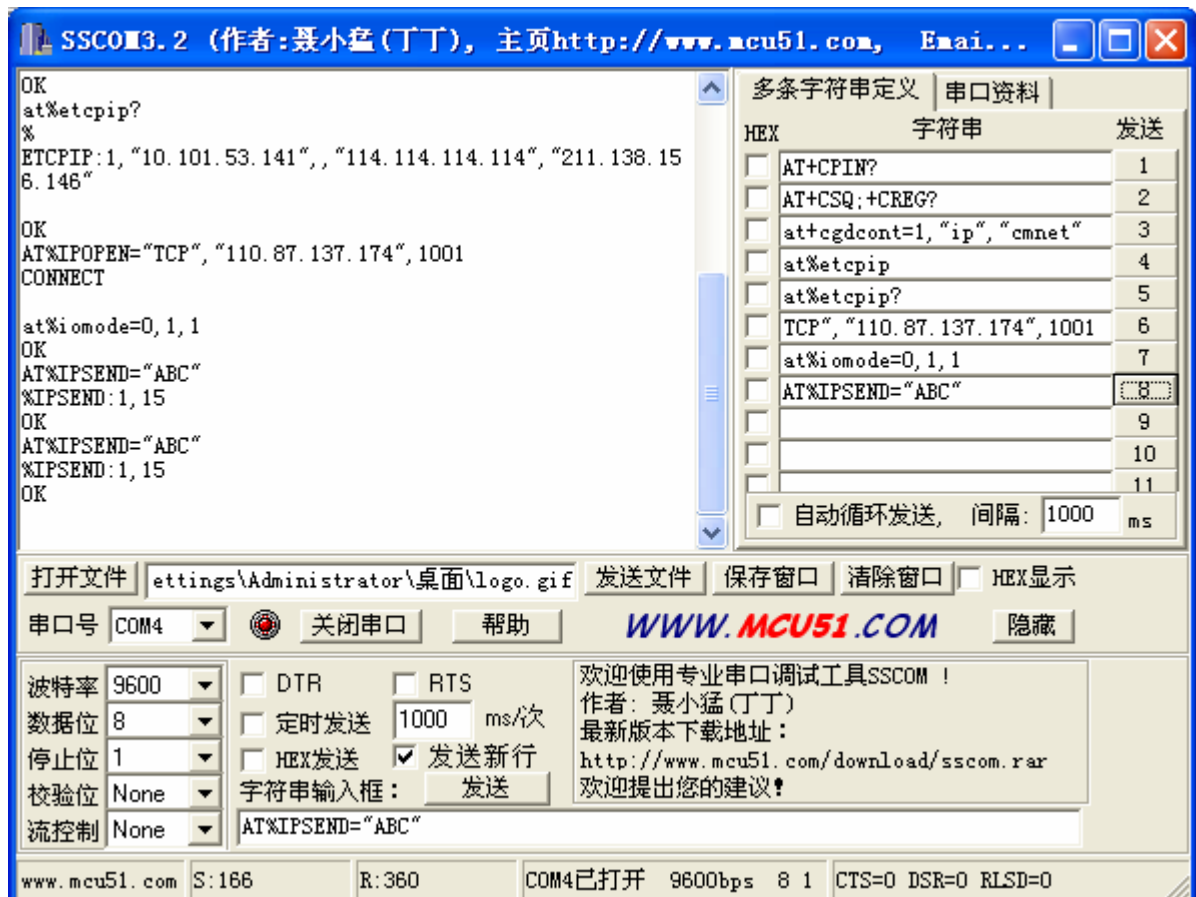 SSCOM3.2 (作者:聂小猛(丁丁), 主页http://www.mcu51.com, Emai...
OK
at%etcpip?
%
ETCPIP:1,"10.101.53.141",,"114.114.114.114","211.138.15
6.146"
OK
AT%IPOPEN="TCP","110.87.137.174",1001
CONNECT
at%iomode=0,1,1
OK
AT%IPSEND="ABC"
%IPSEND:1,15
OK
AT%IPSEND="ABC"
%IPSEND:1,15
OK
多条字符串定义 串口资料
HEX 字符串 发送
AT+CPIN? 1
AT+CSQ;+CREG? 2
at+cgdcont=1,"ip","cmnet" 3
at%etcpip 4
at%etcpip? 5
TCP","110.87.137.174",1001 6
at%iomode=0,1,1 7
AT%IPSEND="ABC" 8
9
10
11
自动循环发送, 间隔: 1000 ms
打开文件 ettings\Administrator\桌面\logo.gif 发送文件 保存窗口 清除窗口 HEX显示
串口号 COM4 关闭串口 帮助 WWW.MCU51.COM 隐藏
波特率 9600 DTR RTS
数据位 8 定时发送 1000 ms/次
停止位 1 HEX发送 发送新行
校验位 None 字符串输入框: 发送
流控制 None AT%IPSEND="ABC"
欢迎使用专业串口调试工具SSCOM !
作者: 聂小猛(丁丁)
最新版本下载地址:
http://www.mcu51.com/download/sscom.rar
欢迎提出您的建议!
www.mcu51.com S:166 R:360 COM4已打开 9600bps 8 1 CTS=0 DSR=0 RLSD=0